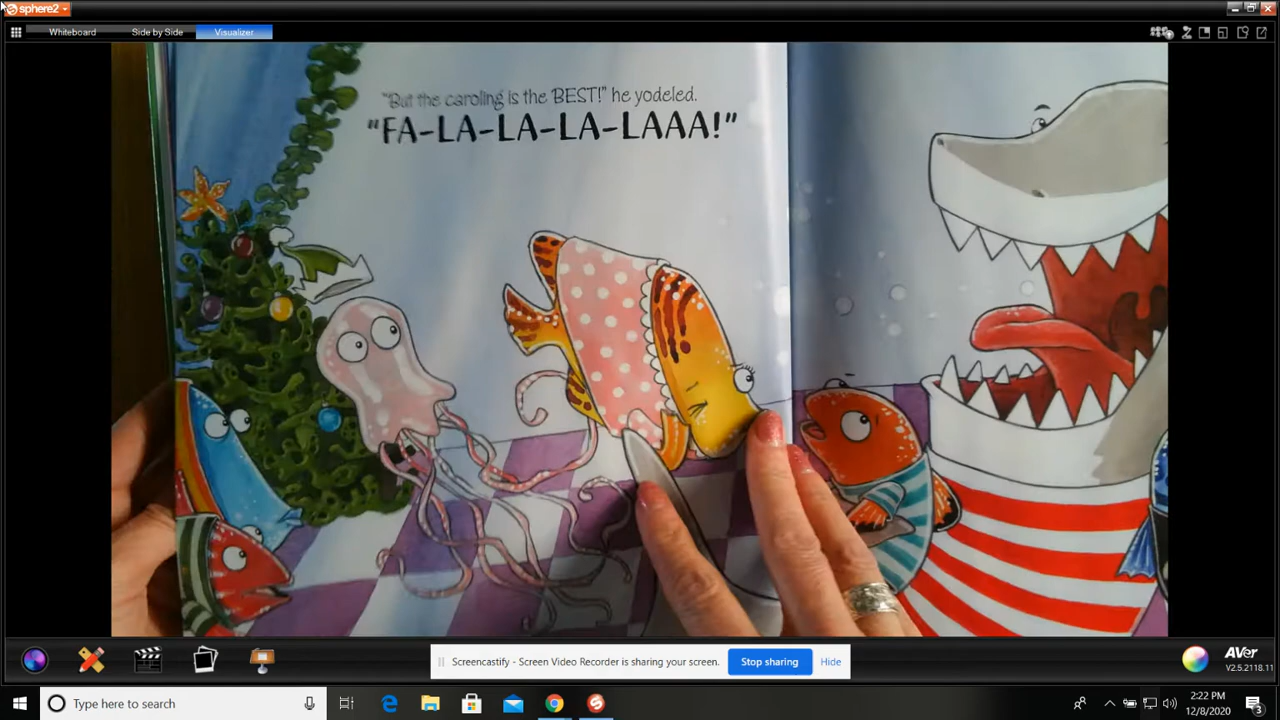 sphere2
Whiteboard
Side by Side
Visualizer
"But the caroling is the BEST!" he yodeled.
"FA-LA-LA-LA-LAAA!"
Screencastify - Screen Video Recorder is sharing your screen.
Stop sharing
Hide
AVer
V2.5.2118.11
Type here to search
2:22 PM
12/8/2020
3